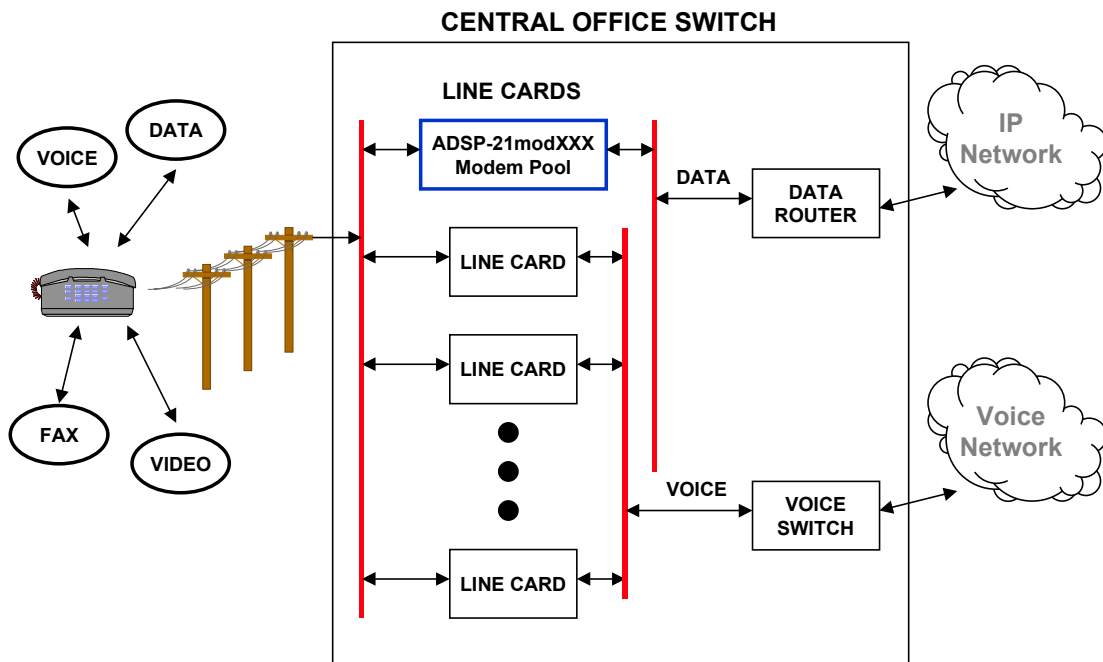 CENTRAL OFFICE SWITCH
LINE CARDS
DATA
VOICE
ADSP-21modXXX
Modem Pool
IP
Network
DATA
DATA
ROUTER
LINE CARD
LINE CARD
FAX
VIDEO
Voice
Network
VOICE
VOICE
SWITCH
LINE CARD